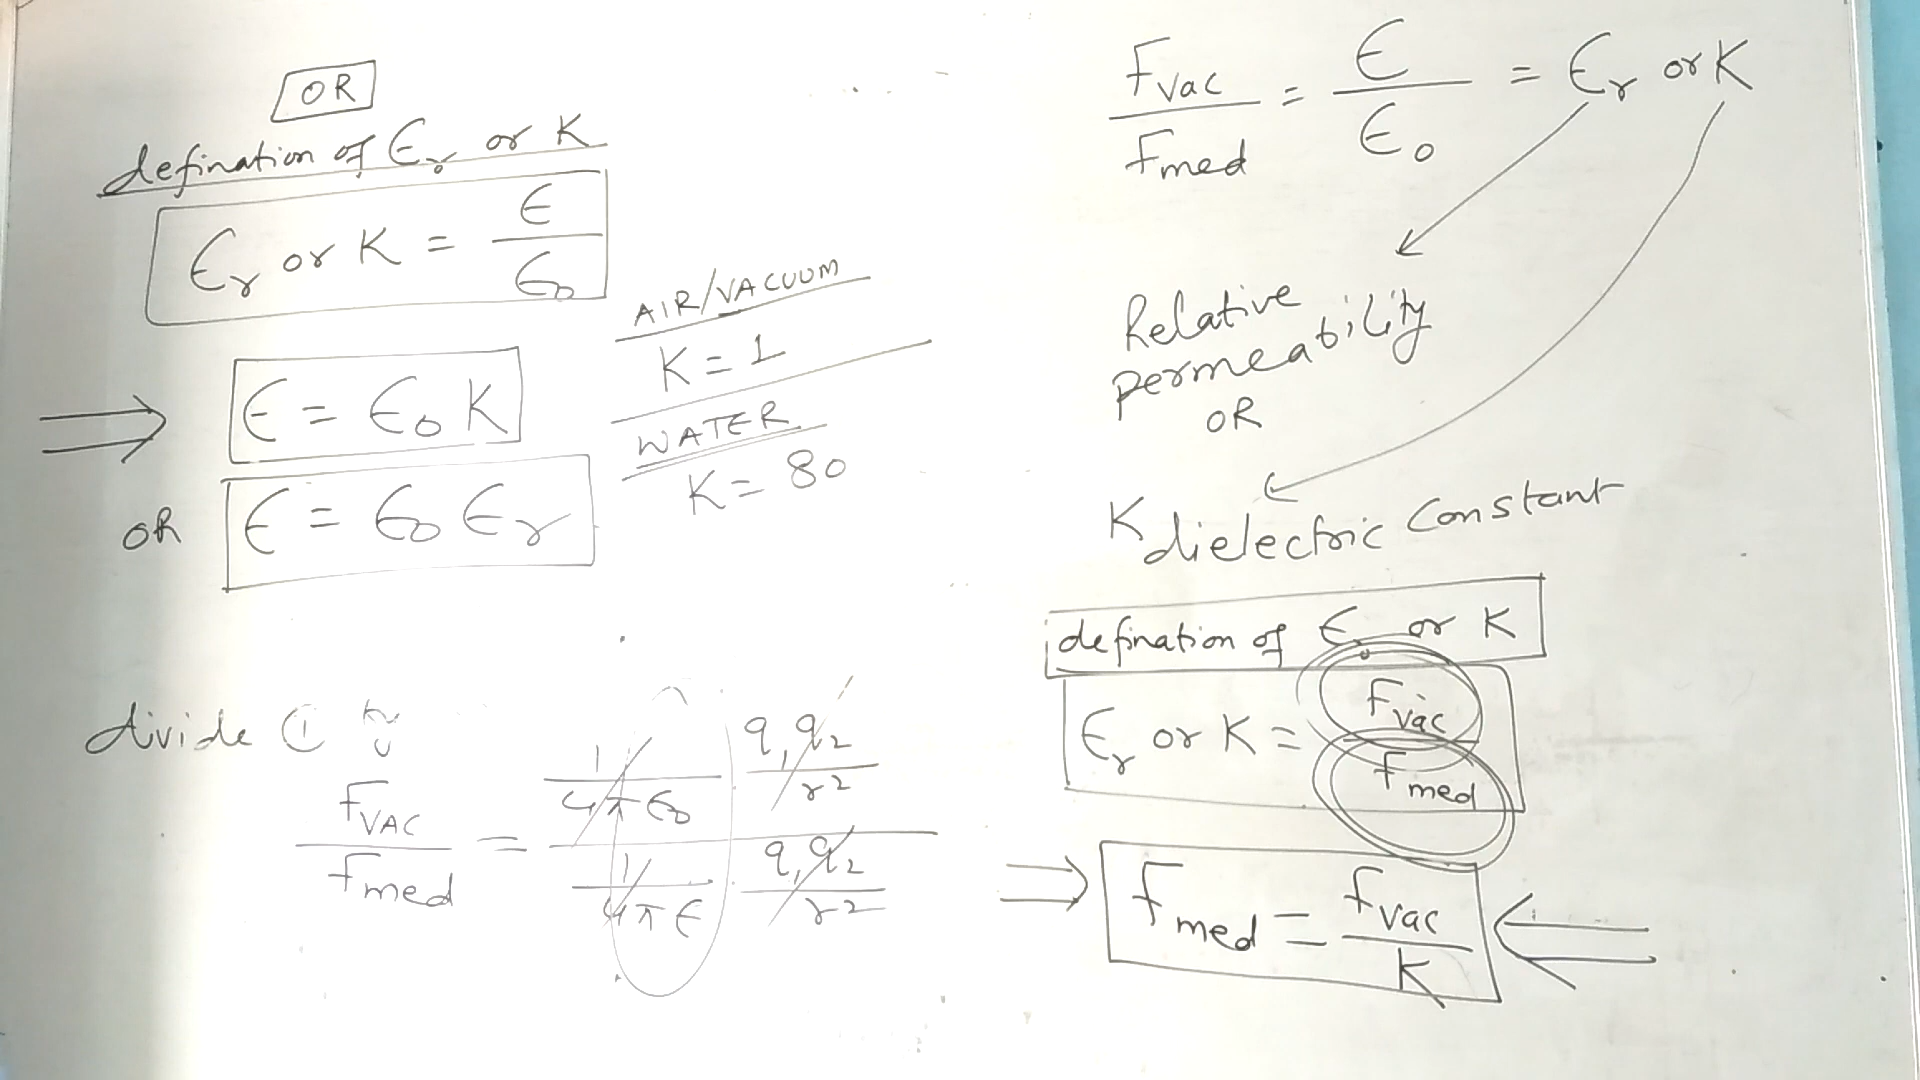 OR
defination of ϵr or K
ϵr or K = ϵ/ϵ0
AIR/VACUUM
K = 1
WATER
K = 80
⇒ ϵ = ϵ0 K
OR ϵ = ϵ0 ϵr
divide ①
FVAC/Fmed = (1/4πϵ0 q1q2/r2)/(1/4πϵ q1q2/r2)
Fvac/Fmed = ϵ/ϵ0 = ϵr or K
Relative
permeability
OR
K dielectric Constant
defination of ϵr or K
ϵr or K = Fvac/Fmed
⇒ Fmed = Fvac/K ⇐